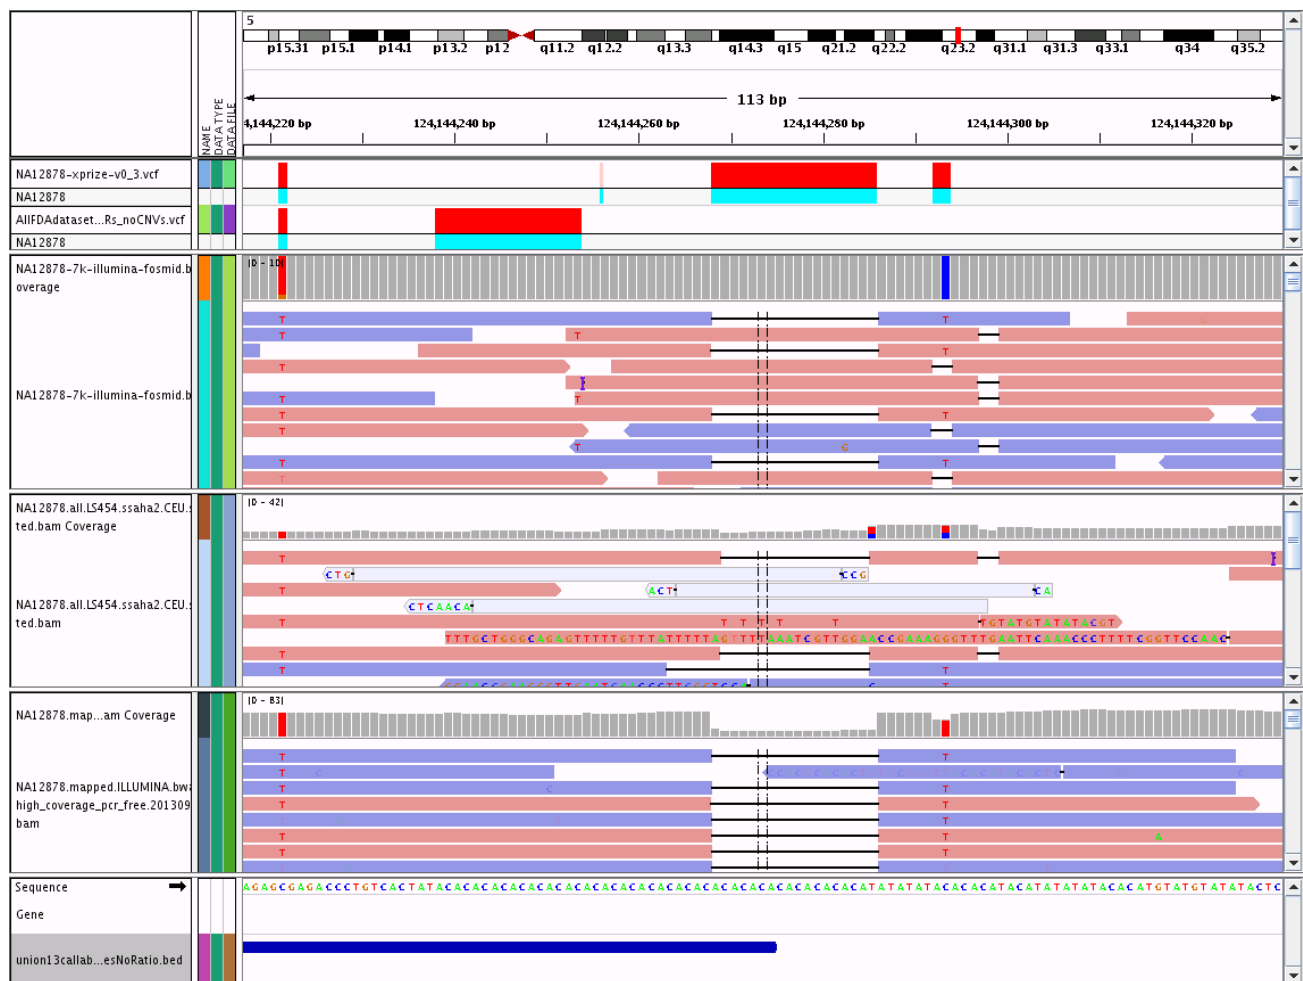 5
p15.31 p15.1 p14.1 p13.2 p12 q11.2 q12.2 q13.3 q14.3 q15 q21.2 q22.2 q23.2 q31.1 q31.3 q33.1 q34 q35.2
113 bp
4,144,220 bp 124,144,240 bp 124,144,260 bp 124,144,280 bp 124,144,300 bp 124,144,320 bp
NAME
DATA TYPE
DATA FILE
NA12878-xprize-v0_3.vcf
NA12878
AllFDAdataset...Rs_noCNVs.vcf
NA12878
NA12878-7k-illumina-fosmid.b
overage
[0 - 10]
T T
T T
T
T
T T
T T
T
T G
T T
NA12878-7k-illumina-fosmid.b
NA12878.all.LS454.ssaha2.CEU.s
ted.bam Coverage
[0 - 42]
T
C T G C C G
T A C T C A
C T C A A C A
T T T T T T T G T A T G T A T A T A C G T
T
T T
NA12878.all.LS454.ssaha2.CEU.s
ted.bam
NA12878.map...am Coverage
[0 - 83]
T T
T
T T
T T
T
T A
T T
NA12878.mapped.ILLUMINA.bwa
high_coverage_pcr_free.201309
bam
Sequence
Gene
union13callab...esNoRatio.bed